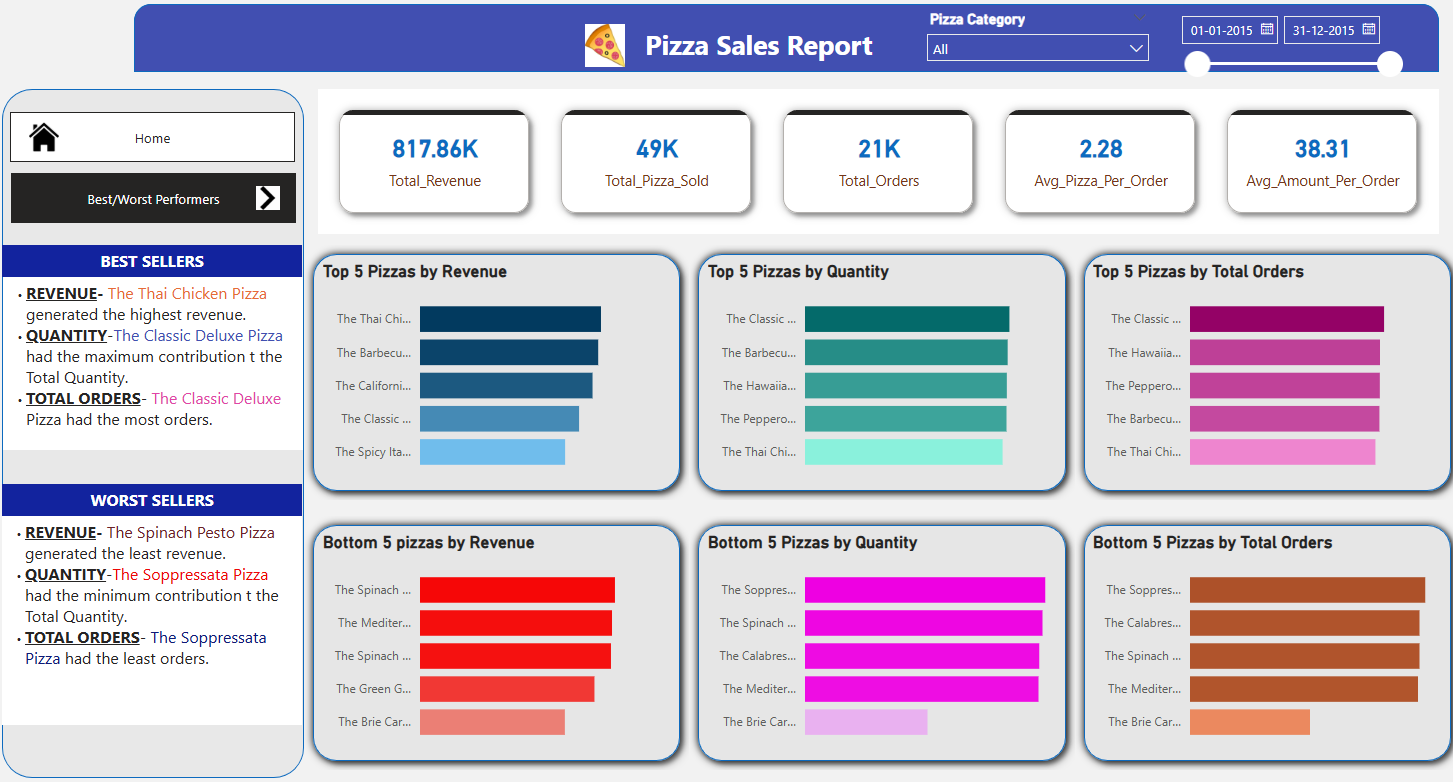 Pizza Sales Report
Pizza Category
All
01-01-2015
31-12-2015
Home
Best/Worst Performers
BEST SELLERS
• REVENUE- The Thai Chicken Pizza
generated the highest revenue.
• QUANTITY-The Classic Deluxe Pizza
had the maximum contribution t the
Total Quantity.
• TOTAL ORDERS- The Classic Deluxe
Pizza had the most orders.
WORST SELLERS
• REVENUE- The Spinach Pesto Pizza
generated the least revenue.
• QUANTITY-The Soppressata Pizza
had the minimum contribution t the
Total Quantity.
• TOTAL ORDERS- The Soppressata
Pizza had the least orders.
817.86K
Total_Revenue
49K
Total_Pizza_Sold
21K
Total_Orders
2.28
Avg_Pizza_Per_Order
38.31
Avg_Amount_Per_Order
Top 5 Pizzas by Revenue
The Thai Chi...
The Barbecu...
The Californi...
The Classic ...
The Spicy Ita...
Top 5 Pizzas by Quantity
The Classic ...
The Barbecu...
The Hawaiia...
The Peppero...
The Thai Chi...
Top 5 Pizzas by Total Orders
The Classic ...
The Hawaiia...
The Peppero...
The Barbecu...
The Thai Chi...
Bottom 5 pizzas by Revenue
The Spinach ...
The Mediter...
The Spinach ...
The Green G...
The Brie Car...
Bottom 5 Pizzas by Quantity
The Soppres...
The Spinach ...
The Calabres...
The Mediter...
The Brie Car...
Bottom 5 Pizzas by Total Orders
The Soppres...
The Calabres...
The Spinach ...
The Mediter...
The Brie Car...